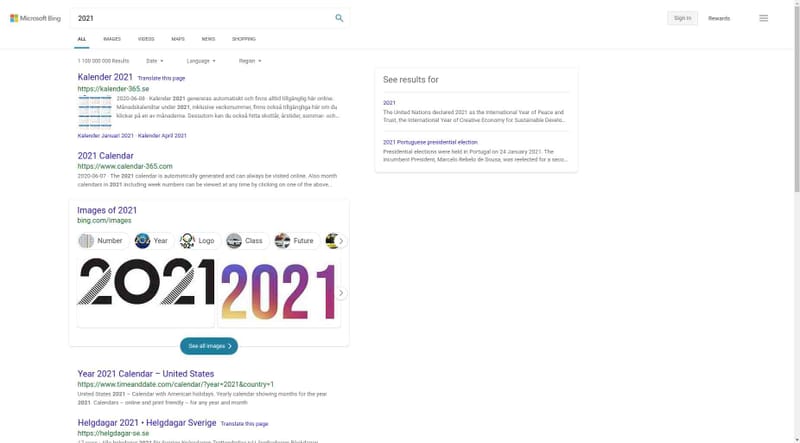 Microsoft Bing
2021
Sign in
Rewards
ALL
IMAGES
VIDEOS
MAPS
NEWS
SHOPPING
1 100 000 000 Results
Date
Language
Region
Kalender 2021 Translate this page
https://kalender-365.se
2020-06-08 · Kalender 2021 genereras automatiskt och finns alltid tillgänglig här online.
Månadskalendrar under 2021, inklusive veckonummer, finns också tillgängliga här om du
klickar på en av månaderna. Dessutom kan du också hitta skottår, årstider, sommar- och...
Kalender Januari 2021 · Kalender April 2021
2021 Calendar
https://www.calendar-365.com
2020-06-07 · The 2021 calendar is automatically generated and can always be visited online. Also month
calendars in 2021 including week numbers can be viewed at any time by clicking on one of the above...
Images of 2021
bing.com/images
Number
Year
Logo
Class
Future
2021
2021
See all images
Year 2021 Calendar – United States
https://www.timeanddate.com/calendar/?year=2021&country=1
United States 2021 – Calendar with American holidays. Yearly calendar showing months for the year
2021. Calendars – online and print friendly – for any year and month
Helgdagar 2021 • Helgdagar Sverige Translate this page
https://helgdagar-se.se
See results for
2021
The United Nations declared 2021 as the International Year of Peace and
Trust, the International Year of Creative Economy for Sustainable Develo...
2021 Portuguese presidential election
Presidential elections were held in Portugal on 24 January 2021. The
incumbent President, Marcelo Rebelo de Sousa, was reelected for a seco...